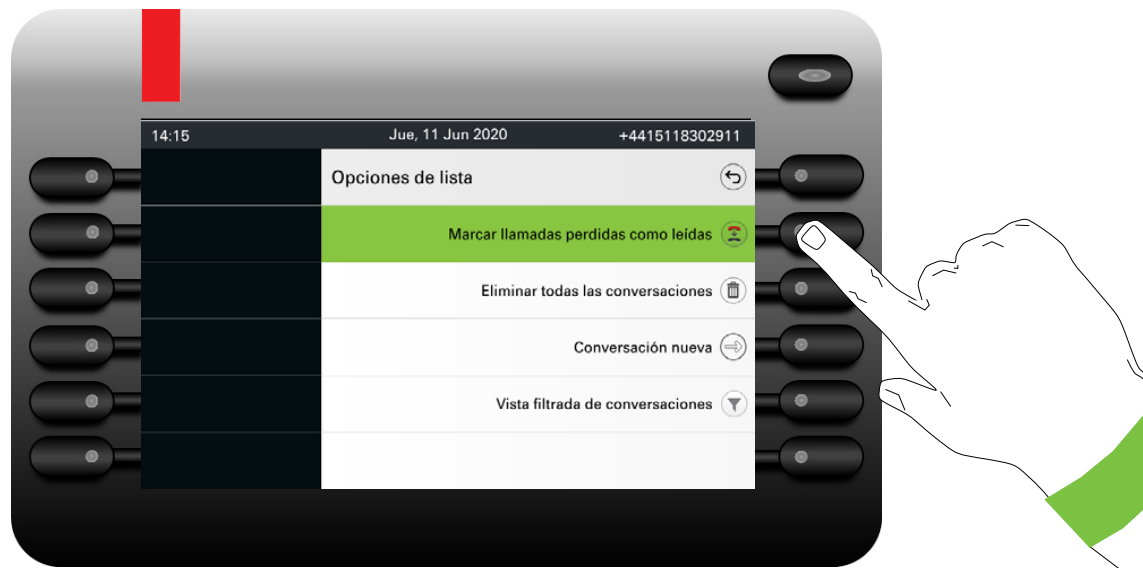 14:15 Jue, 11 Jun 2020 +4415118302911
Opciones de lista
Marcar llamadas perdidas como leídas
Eliminar todas las conversaciones
Conversación nueva
Vista filtrada de conversaciones